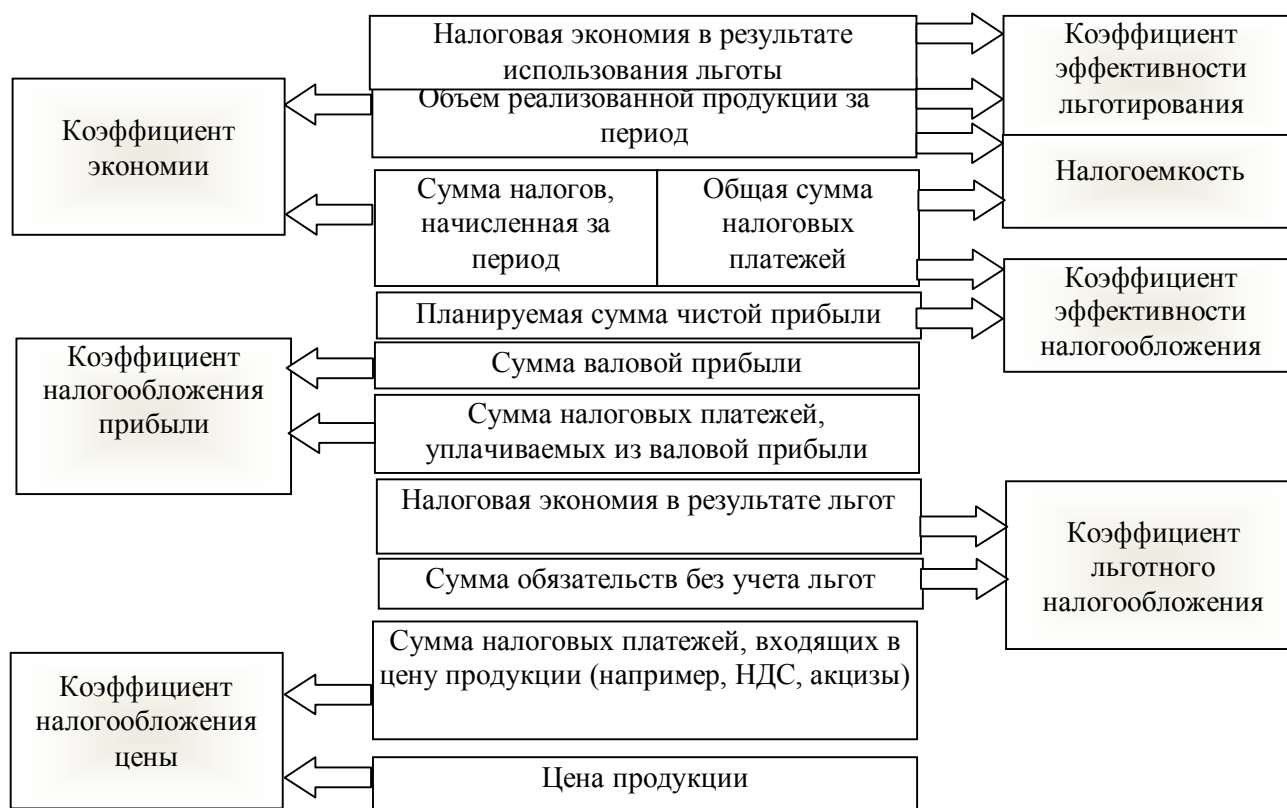 Налоговая экономия в результате
использования льготы
Коэффициент
эффективности
льготирования
Объем реализованной продукции за
период
Коэффициент
экономии
Налогоемкость
Сумма налогов,
начисленная за
период
Общая сумма
налоговых
платежей
Коэффициент
эффективности
налогообложения
Планируемая сумма чистой прибыли
Коэффициент
налогообложения
прибыли
Сумма валовой прибыли
Сумма налоговых платежей,
уплачиваемых из валовой прибыли
Налоговая экономия в результате льгот
Коэффициент
льготного
налогообложения
Сумма обязательств без учета льгот
Сумма налоговых платежей, входящих в
цену продукции (например, НДС, акцизы)
Коэффициент
налогообложения
цены
Цена продукции